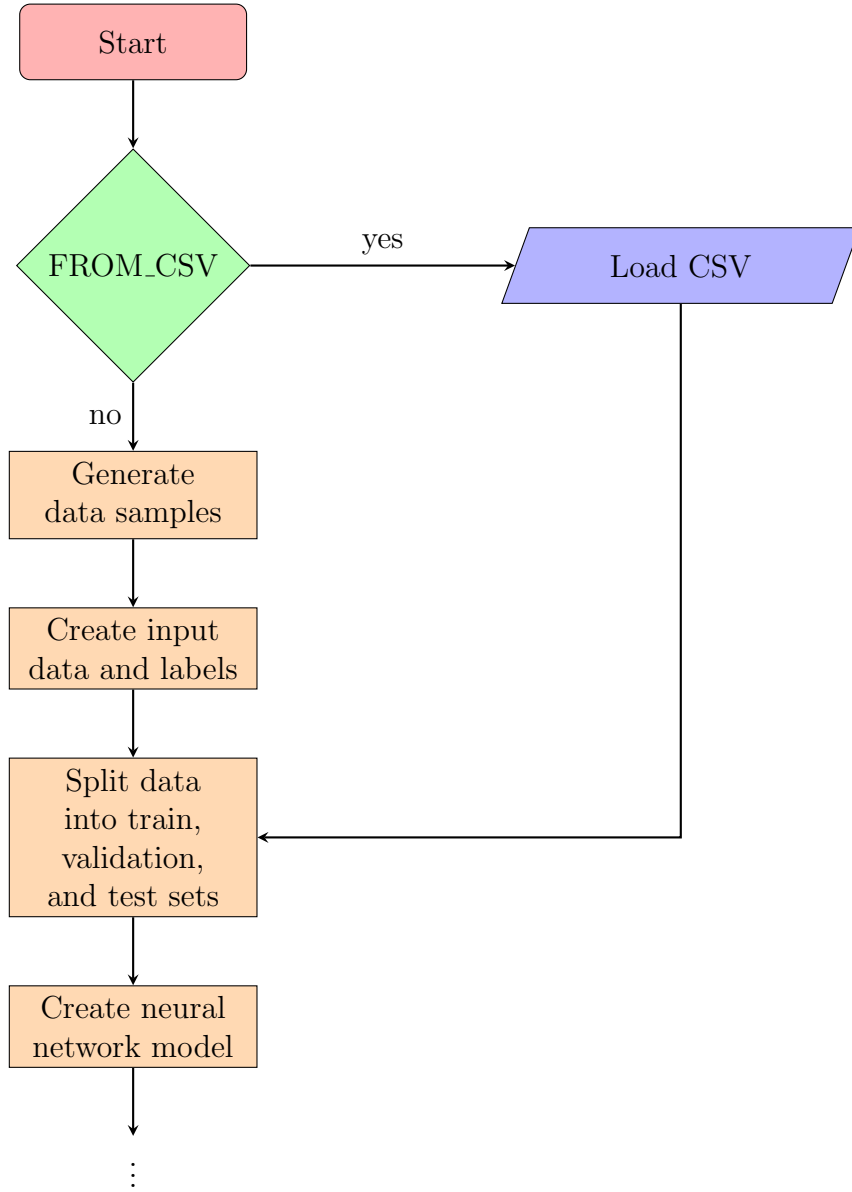 Start
FROM_CSV
yes
Load CSV
no
Generate
data samples
Create input
data and labels
Split data
into train,
validation,
and test sets
Create neural
network model
⋮